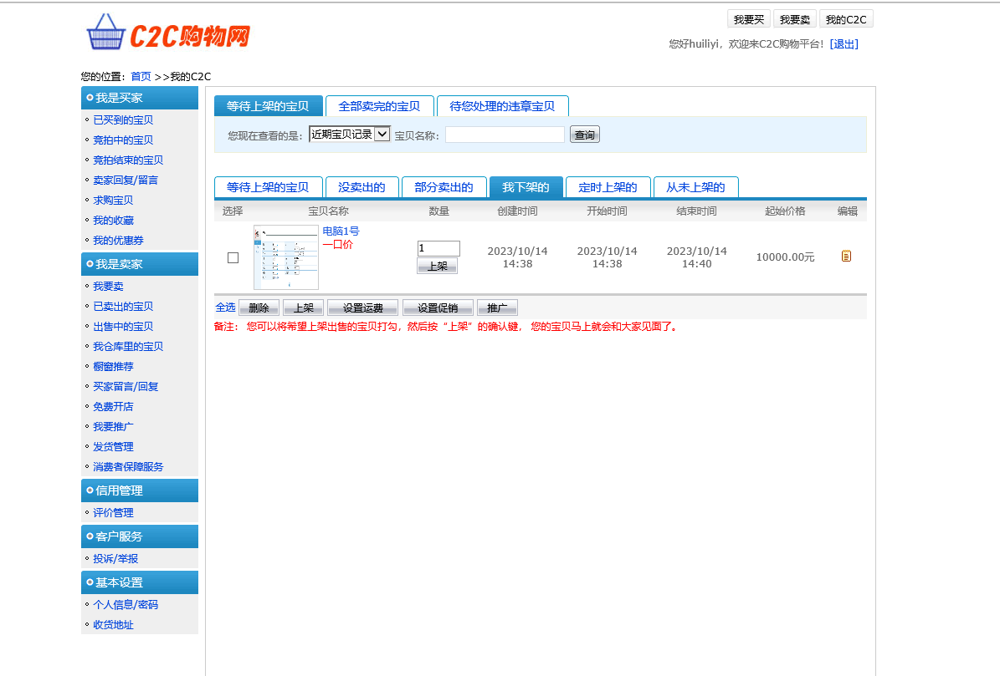 我要买 我要卖 我的C2C
C2C购物网
您好huiliyi，欢迎来C2C购物平台！[退出]
您的位置：首页 >>我的C2C
我是买家
已买到的宝贝
竞拍中的宝贝
竞拍结束的宝贝
卖家回复/留言
求购宝贝
我的收藏
我的优惠券
我是卖家
我要卖
已卖出的宝贝
出售中的宝贝
我仓库里的宝贝
橱窗推荐
买家留言/回复
免费开店
我要推广
发货管理
消费者保障服务
信用管理
评价管理
客户服务
投诉/举报
基本设置
个人信息/密码
收货地址
等待上架的宝贝 全部卖完的宝贝 待您处理的违章宝贝
您现在查看的是： 近期宝贝记录 宝贝名称： 查询
等待上架的宝贝 没卖出的 部分卖出的 我下架的 定时上架的 从未上架的
选择 宝贝名称 数量 创建时间 开始时间 结束时间 起始价格 编辑
电脑1号
一口价
1
上架
2023/10/14
14:38
2023/10/14
14:38
2023/10/14
14:40
10000.00元
全选 删除 上架 设置运费 设置促销 推广
备注： 您可以将希望上架出售的宝贝打勾，然后按“上架”的确认键， 您的宝贝马上就会和大家见面了。